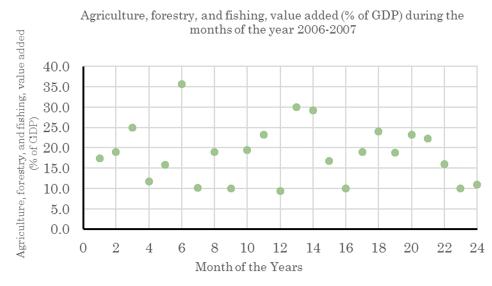 Agriculture, forestry, and fishing, value added (% of GDP) during the
months of the year 2006-2007
Agriculture, forestry, and fishing, value added
(% of GDP)
40.0
35.0
30.0
25.0
20.0
15.0
10.0
5.0
0.0
0 2 4 6 8 10 12 14 16 18 20 22 24
Month of the Years